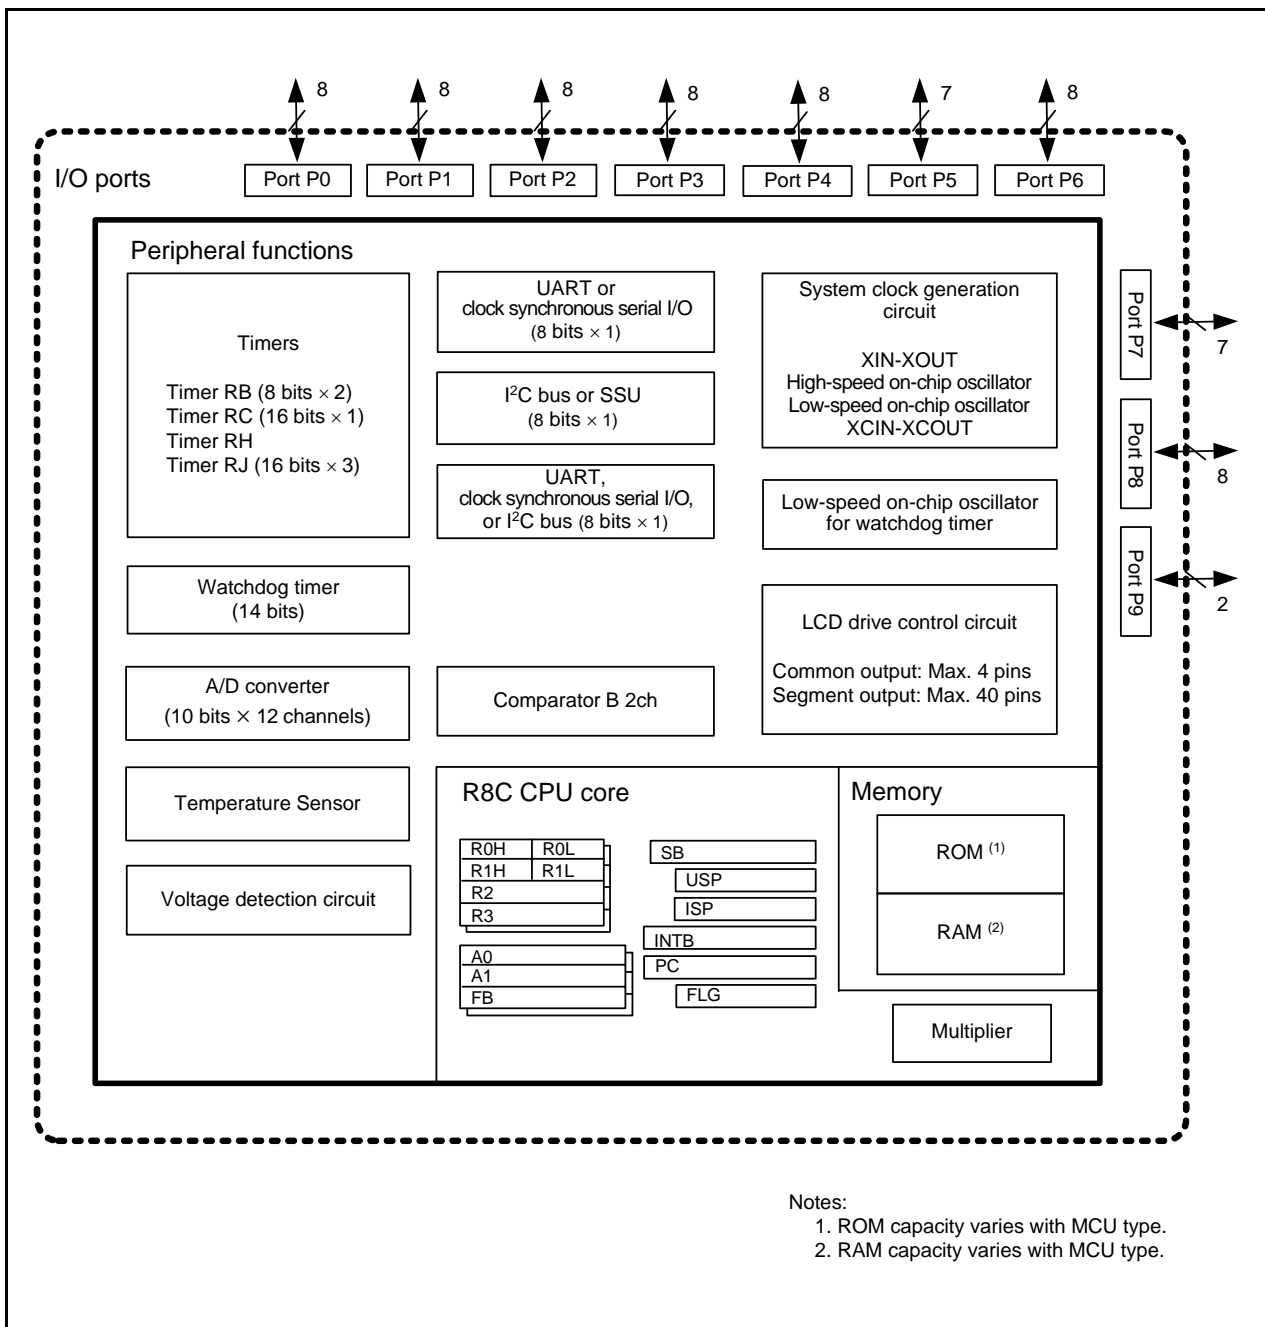 8 8 8 8 8 7 8
I/O ports
Port P0 Port P1 Port P2 Port P3 Port P4 Port P5 Port P6
Peripheral functions
Timers
Timer RB (8 bits × 2)
Timer RC (16 bits × 1)
Timer RH
Timer RJ (16 bits × 3)
UART or
clock synchronous serial I/O
(8 bits × 1)
I²C bus or SSU
(8 bits × 1)
UART,
clock synchronous serial I/O,
or I²C bus (8 bits × 1)
System clock generation
circuit
XIN-XOUT
High-speed on-chip oscillator
Low-speed on-chip oscillator
XCIN-XCOUT
Low-speed on-chip oscillator
for watchdog timer
Port P7
7
Port P8
8
Port P9
2
Watchdog timer
(14 bits)
LCD drive control circuit
Common output: Max. 4 pins
Segment output: Max. 40 pins
A/D converter
(10 bits × 12 channels)
Comparator B 2ch
Temperature Sensor
Voltage detection circuit
R8C CPU core
R0H R0L
R1H R1L
R2
R3
A0
A1
FB
SB
USP
ISP
INTB
PC
FLG
Memory
ROM (1)
RAM (2)
Multiplier
Notes:
1. ROM capacity varies with MCU type.
2. RAM capacity varies with MCU type.